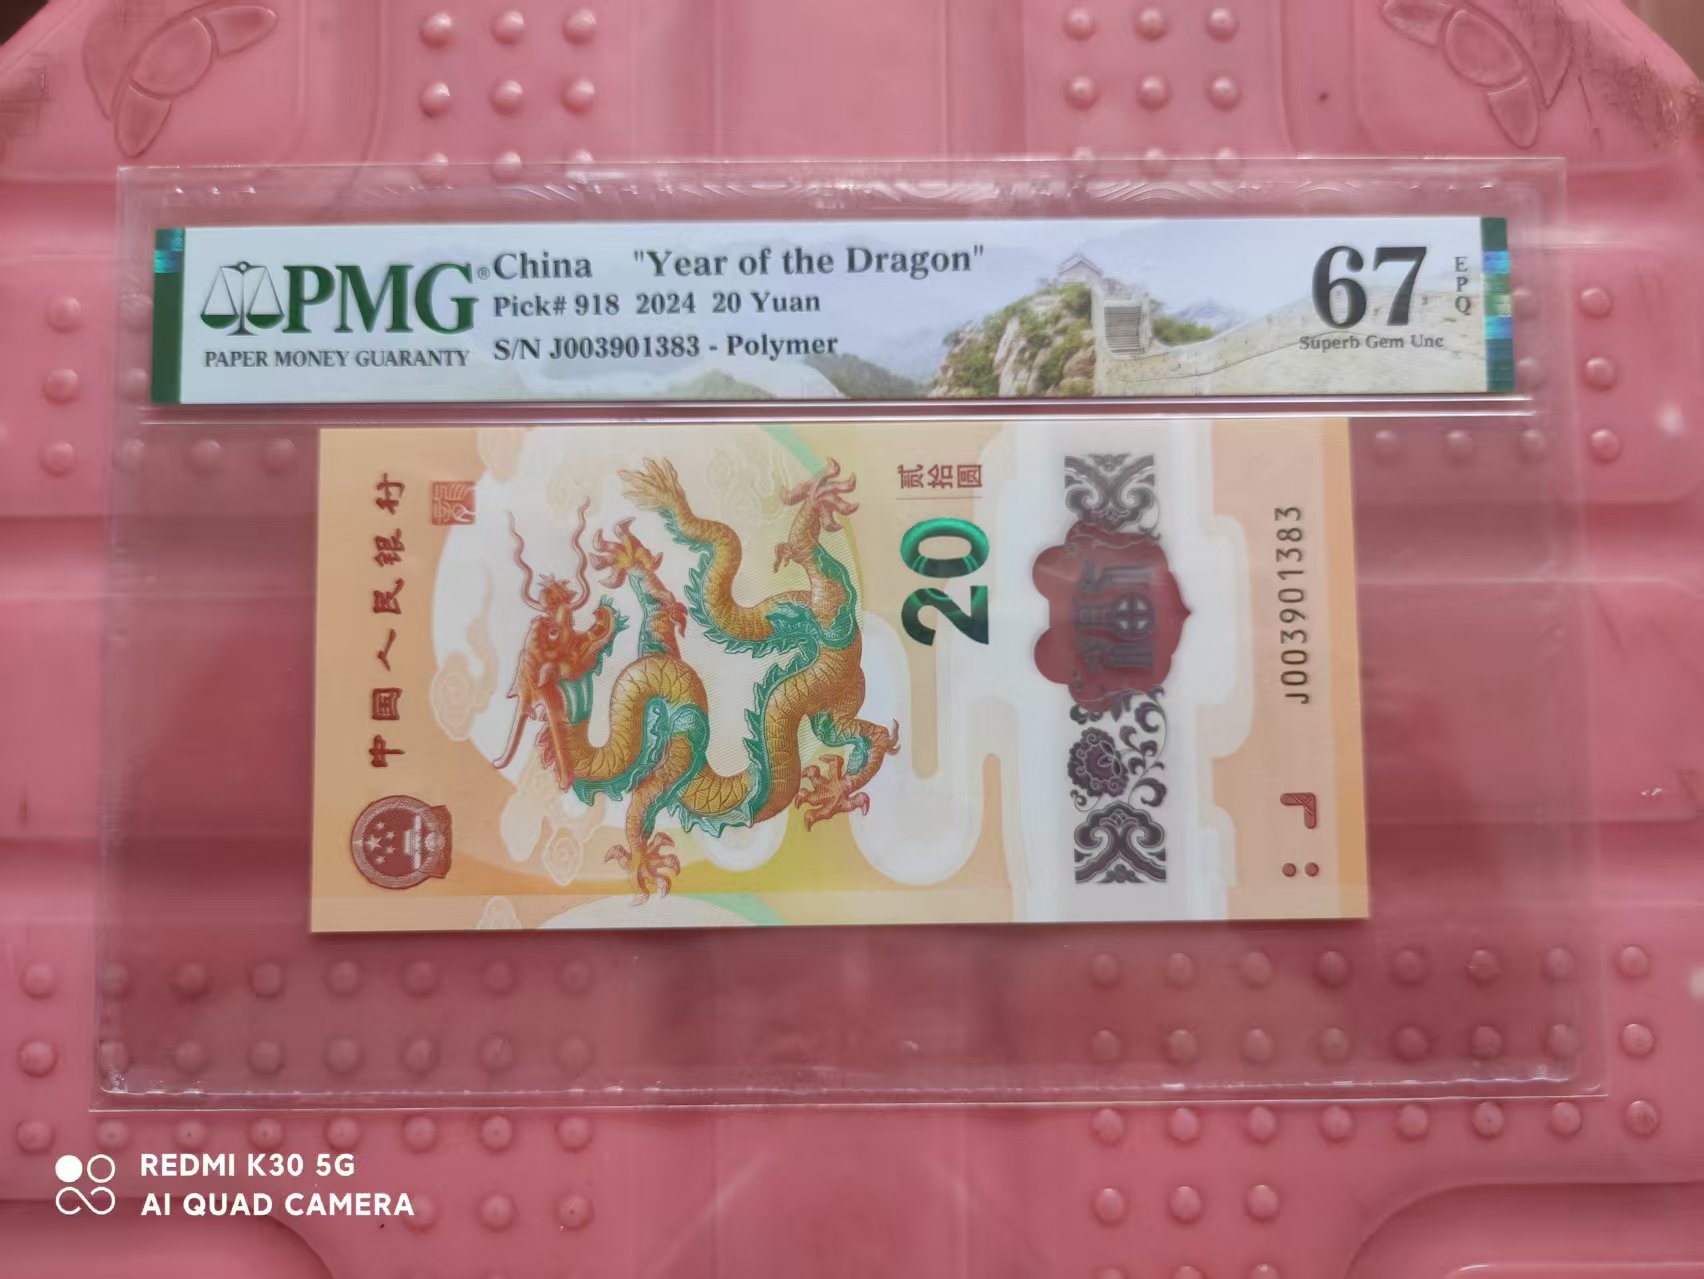 PMG®
PAPER MONEY GUARANTY
China "Year of the Dragon"
Pick# 918 2024 20 Yuan
S/N J003901383 - Polymer
67
EPQ
Superb Gem Unc
中国人民银行
贰拾圆
20
J003901383
REDMI K30 5G
AI QUAD CAMERA